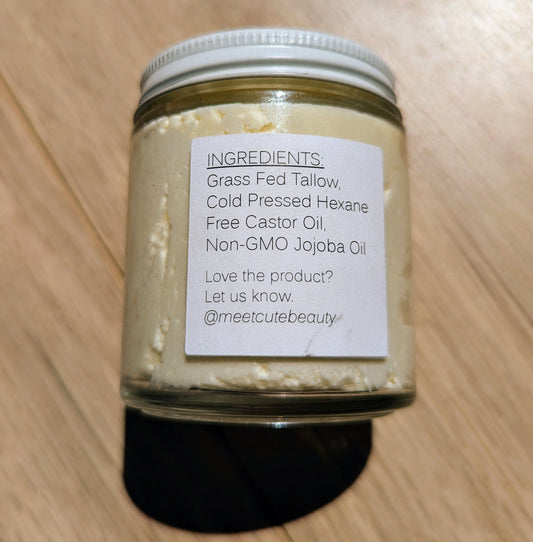 INGREDIENTS:
Grass Fed Tallow,
Cold Pressed Hexane
Free Castor Oil,
Non-GMO Jojoba Oil
Love the product?
Let us know.
@meetcutebeauty